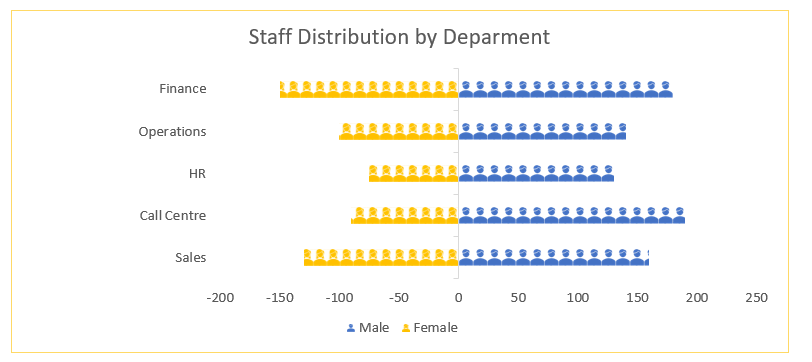 Staff Distribution by Deparment
Finance
Operations
HR
Call Centre
Sales
-200 -150 -100 -50 0 50 100 150 200 250
Male Female